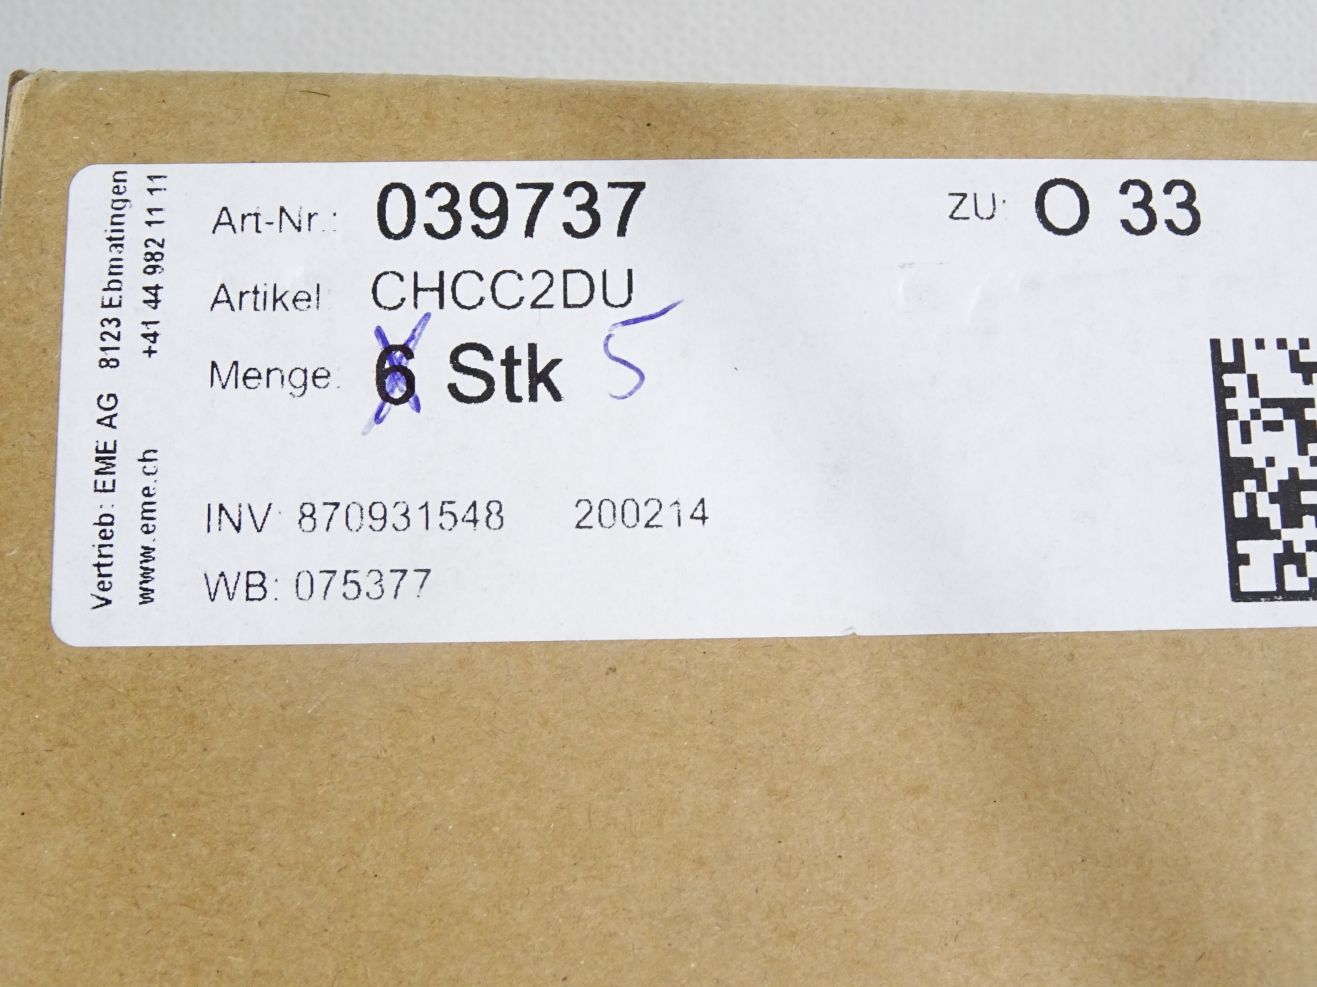 Vertrieb: EME AG 8123 Ebmatingen
www.eme.ch +41 44 982 11 11
Art-Nr.: 039737 ZU: O 33
Artikel CHCC2DU
Menge: 6 Stk 5
INV: 870931548 200214
WB: 075377